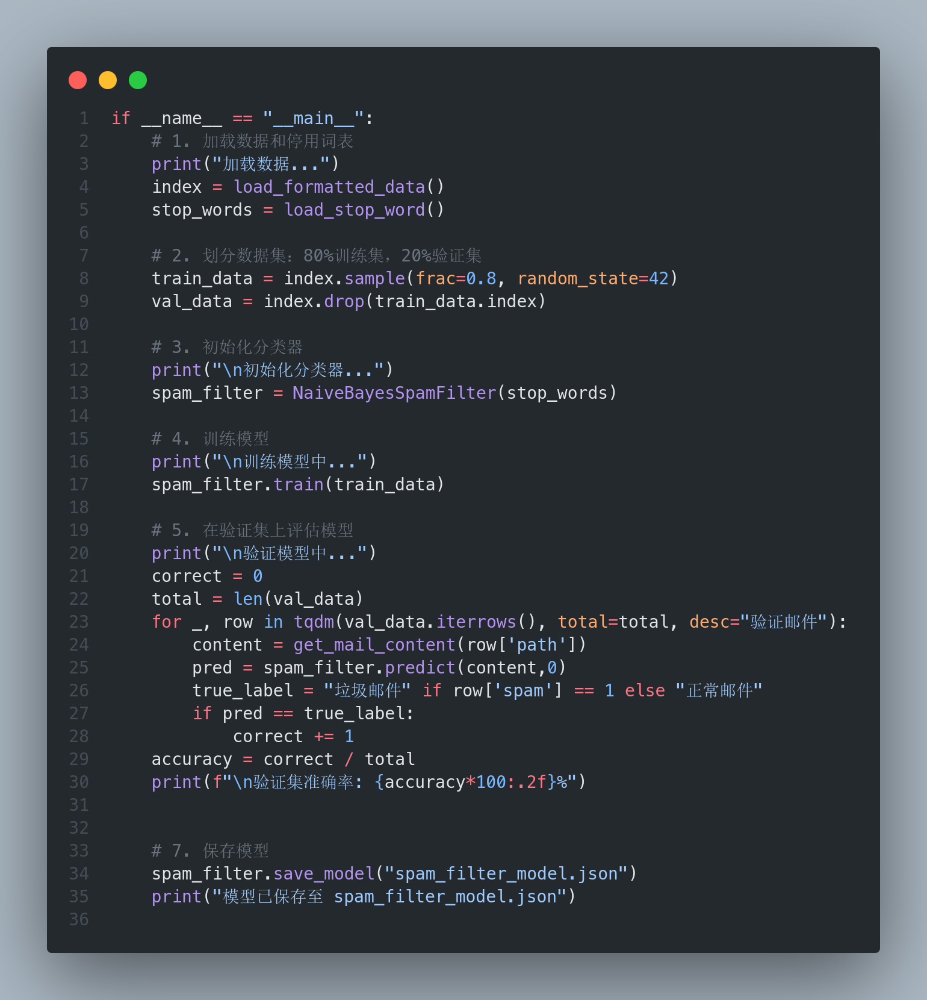 1 if __name__ == "__main__":
2     # 1. 加载数据和停用词表
3     print("加载数据...")
4     index = load_formatted_data()
5     stop_words = load_stop_word()
6
7     # 2. 划分数据集：80%训练集，20%验证集
8     train_data = index.sample(frac=0.8, random_state=42)
9     val_data = index.drop(train_data.index)
10
11     # 3. 初始化分类器
12     print("\n初始化分类器...")
13     spam_filter = NaiveBayesSpamFilter(stop_words)
14
15     # 4. 训练模型
16     print("\n训练模型中...")
17     spam_filter.train(train_data)
18
19     # 5. 在验证集上评估模型
20     print("\n验证模型中...")
21     correct = 0
22     total = len(val_data)
23     for _, row in tqdm(val_data.iterrows(), total=total, desc="验证邮件"):
24         content = get_mail_content(row['path'])
25         pred = spam_filter.predict(content,0)
26         true_label = "垃圾邮件" if row['spam'] == 1 else "正常邮件"
27         if pred == true_label:
28             correct += 1
29     accuracy = correct / total
30     print(f"\n验证集准确率: {accuracy*100:.2f}%")
31
32
33     # 7. 保存模型
34     spam_filter.save_model("spam_filter_model.json")
35     print("模型已保存至 spam_filter_model.json")
36